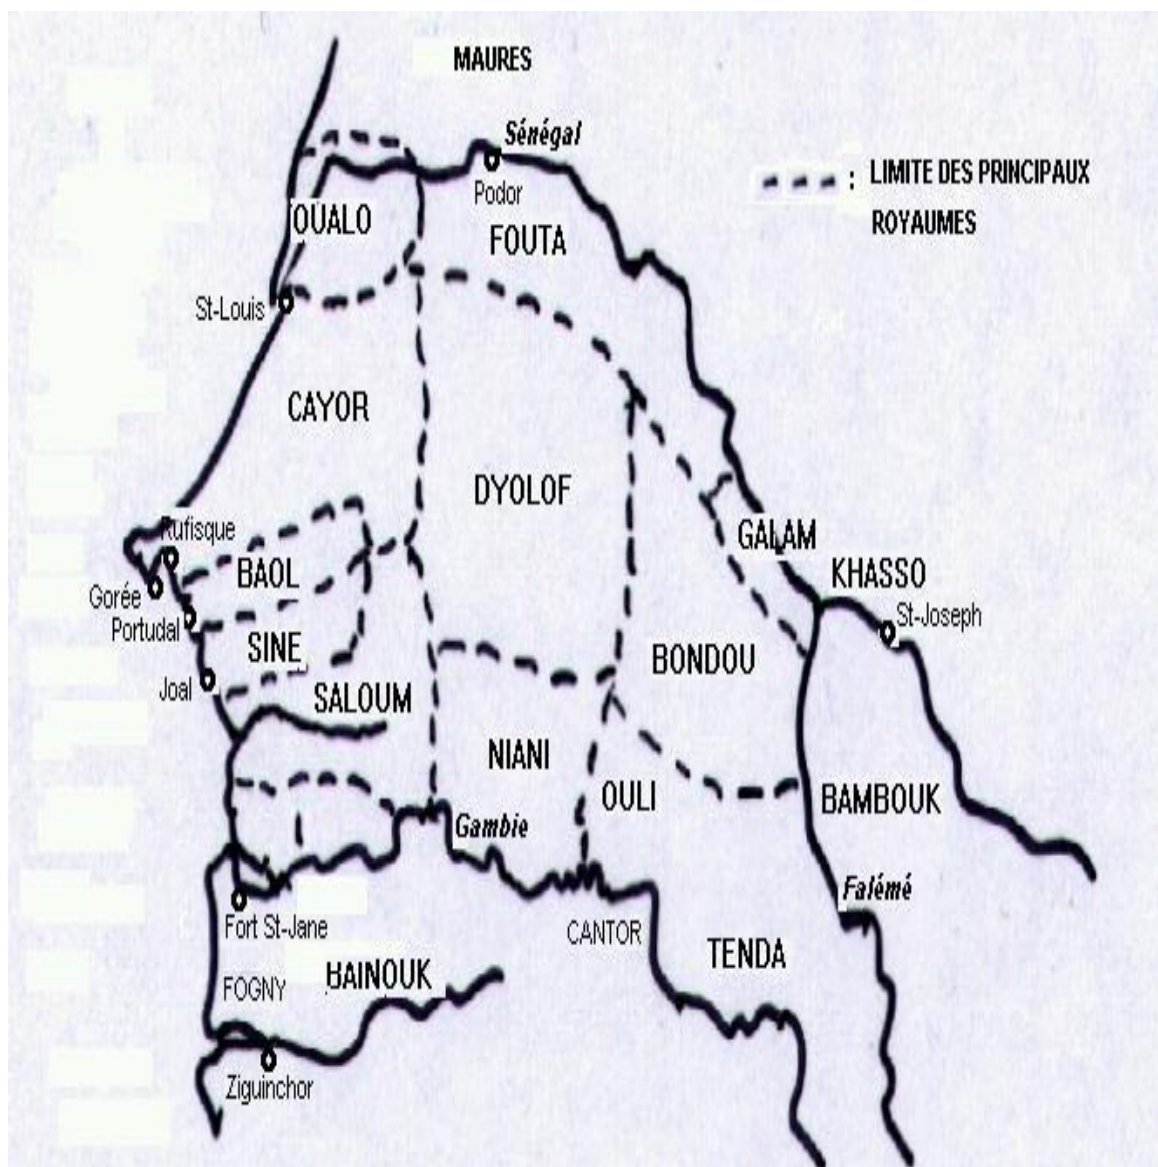 MAURES
Sénégal
Podor
- - - : LIMITE DES PRINCIPAUX
ROYAUMES
OUALO
FOUTA
St-Louis
CAYOR
DYOLOF
Rufisque
GALAM
BAOL
KHASSO
Gorée
St-Joseph
Portudal
SINE
BONDOU
Joal
SALOUM
NIANI
OULI
BAMBOUK
Gambie
Falémé
Fort St-Jane
CANTOR
TENDA
BAINOUK
FOGNY
Ziguinchor